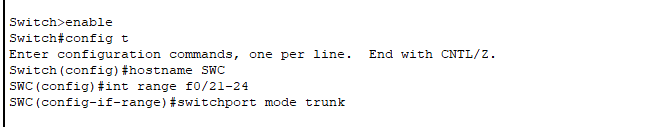 Switch>enable
Switch#config t
Enter configuration commands, one per line.  End with CNTL/Z.
Switch(config)#hostname SWC
SWC(config)#int range f0/21-24
SWC(config-if-range)#switchport mode trunk